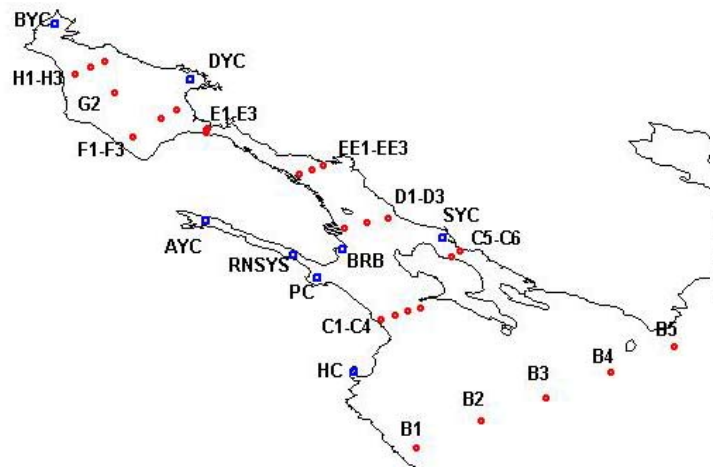 BYC
DYC
H1-H3
G2
E1-E3
F1-F3
EE1-EE3
D1-D3
SYC
AYC
C5-C6
RNSYS
BRB
PC
C1-C4
B5
B4
HC
B3
B2
B1